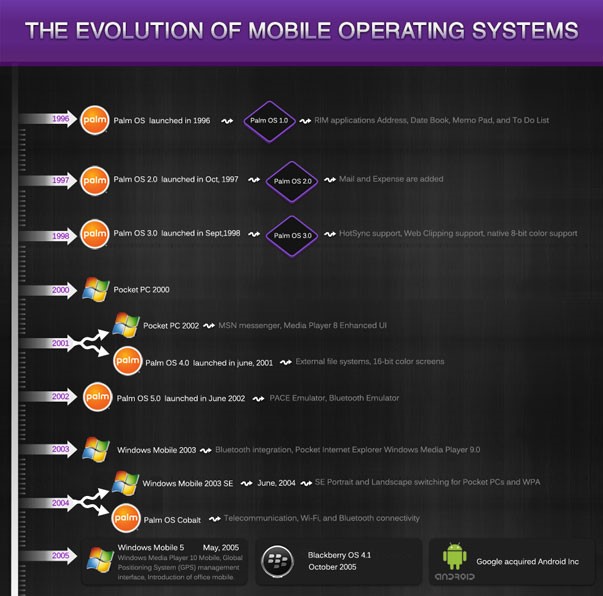 THE EVOLUTION OF MOBILE OPERATING SYSTEMS
1996 palm Palm OS launched in 1996 Palm OS 1.0 RIM applications Address, Date Book, Memo Pad, and To Do List
1997 palm Palm OS 2.0 launched in Oct, 1997 Palm OS 2.0 Mail and Expense are added
1998 palm Palm OS 3.0 launched in Sept,1998 Palm OS 3.0 HotSync support, Web Clipping support, native 8-bit color support
2000 Pocket PC 2000
Pocket PC 2002 MSN messenger, Media Player 8 Enhanced UI
2001
palm Palm OS 4.0 launched in june, 2001 External file systems, 16-bit color screens
2002 palm Palm OS 5.0 launched in June 2002 PACE Emulator, Bluetooth Emulator
2003 Windows Mobile 2003 Bluetooth integration, Pocket Internet Explorer Windows Media Player 9.0
Windows Mobile 2003 SE June, 2004 SE Portrait and Landscape switching for Pocket PCs and WPA
2004
palm Palm OS Cobalt Telecommunication, Wi-Fi, and Bluetooth connectivity
2005
Windows Mobile 5 May, 2005
Windows Media Player 10 Mobile, Global
Positioning System (GPS) management
interface, Introduction of office mobile
Blackberry OS 4.1
October 2005
ANDROID
Google acquired Android Inc